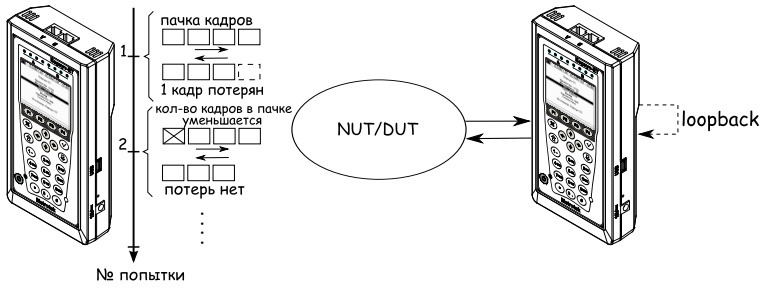 пачка кадров
1
1 кадр потерян
кол-во кадров в пачке
уменьшается
2
потерь нет
№ попытки
NUT/DUT
loopback